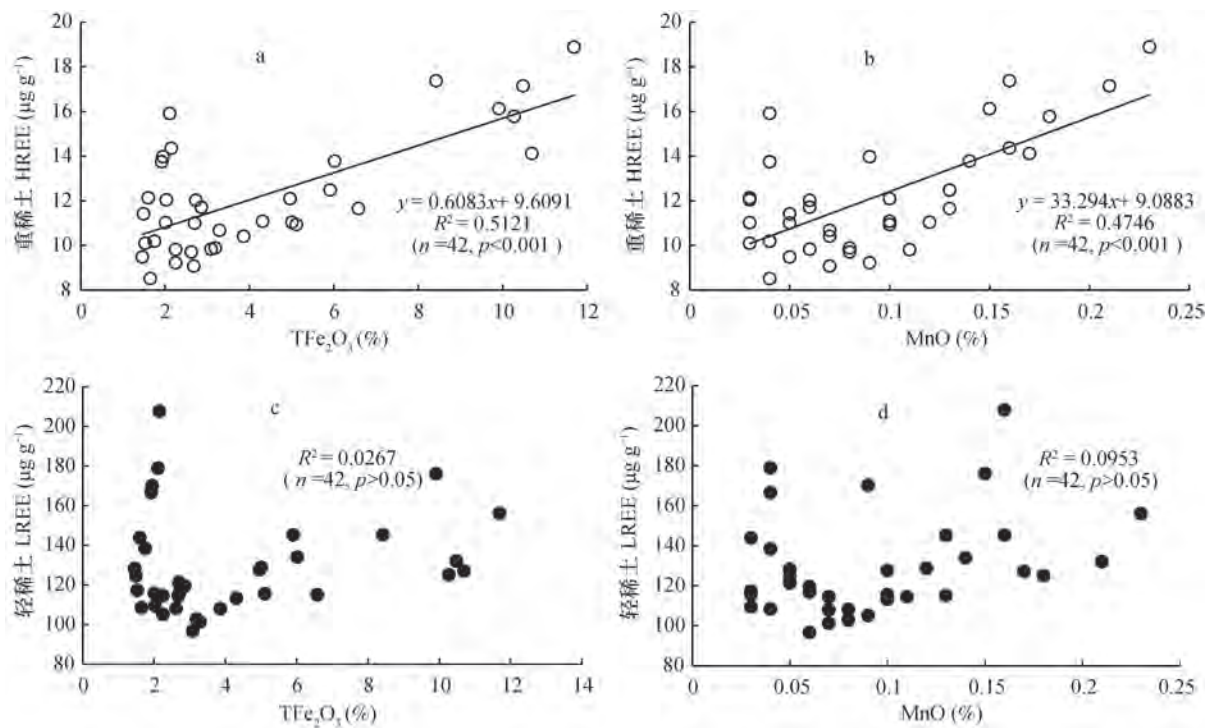 20
18
16
14
12
10
8
重稀土 HREE (μg g⁻¹)
a
y = 0.6083x+ 9.6091
R² = 0.5121
(n =42, p<0.001 )
0 2 4 6 8 10 12
TFe₂O₃(%)
20
18
16
14
12
10
8
重稀土 HREE (μg g⁻¹)
b
y = 33.294x+ 9.0883
R² = 0.4746
(n =42, p<0.001 )
0 0.05 0.1 0.15 0.2 0.25
MnO (%)
220
200
180
160
140
120
100
80
轻稀土 LREE (μg g⁻¹)
c
R² = 0.0267
( n =42, p>0.05)
0 2 4 6 8 10 12 14
TFe₂O₃(%)
220
200
180
160
140
120
100
80
轻稀土 LREE (μg g⁻¹)
d
R² = 0.0953
(n =42, p>0.05)
0 0.05 0.1 0.15 0.2 0.25
MnO (%)